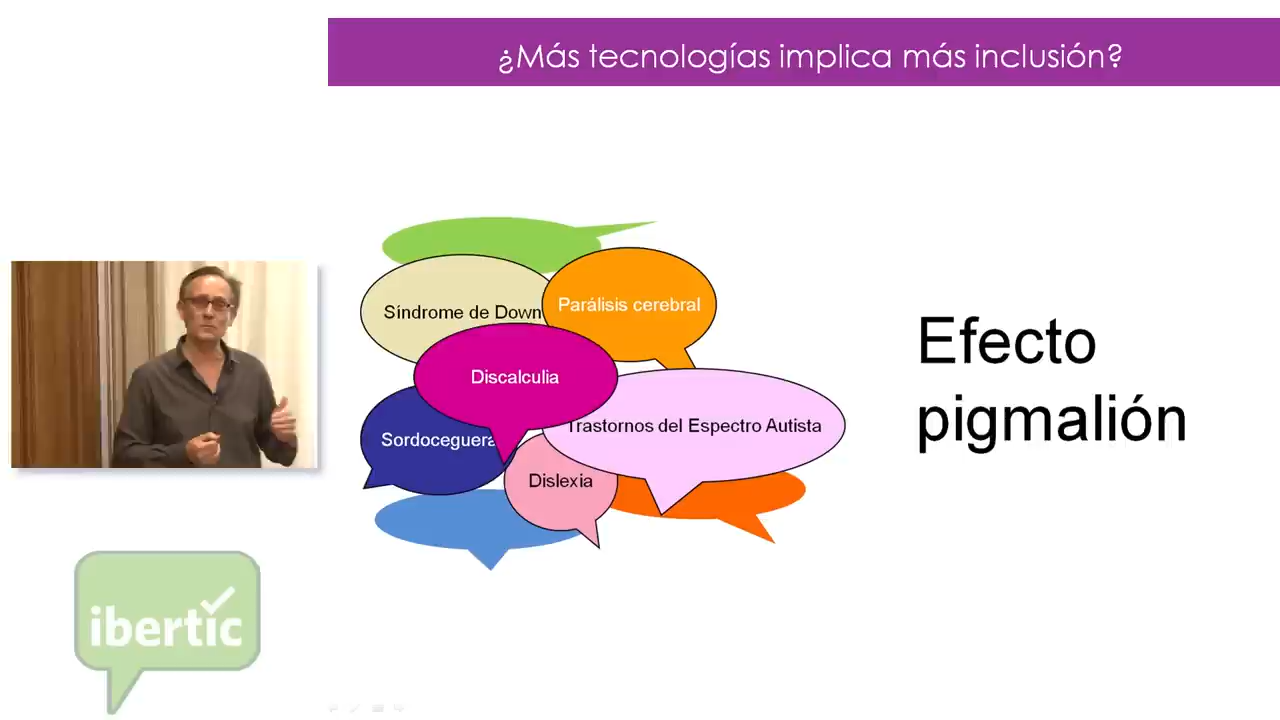 ¿Más tecnologías implica más inclusión?
Síndrome de Down
Parálisis cerebral
Discalculia
Sordoceguera
Trastornos del Espectro Autista
Dislexia
Efecto
pigmalión
ibertic